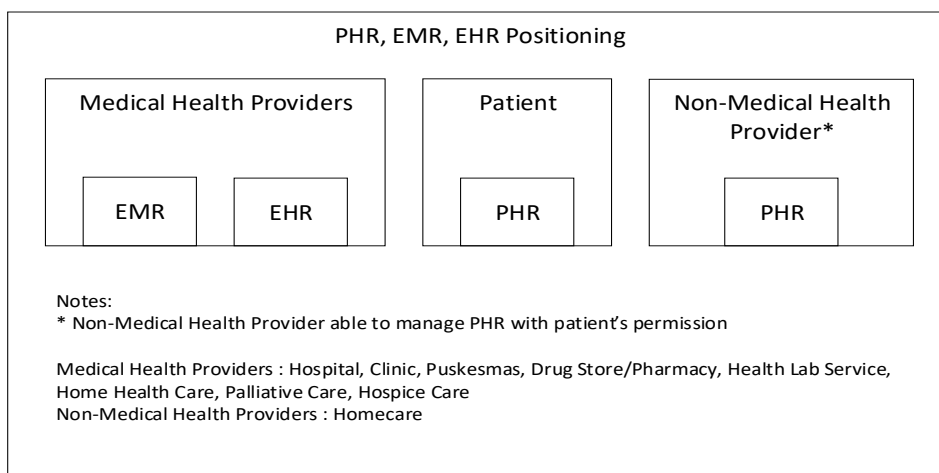 PHR, EMR, EHR Positioning
Medical Health Providers
EMR
EHR
Patient
PHR
Non-Medical Health
Provider*
PHR
Notes:
* Non-Medical Health Provider able to manage PHR with patient's permission
Medical Health Providers : Hospital, Clinic, Puskesmas, Drug Store/Pharmacy, Health Lab Service,
Home Health Care, Palliative Care, Hospice Care
Non-Medical Health Providers : Homecare